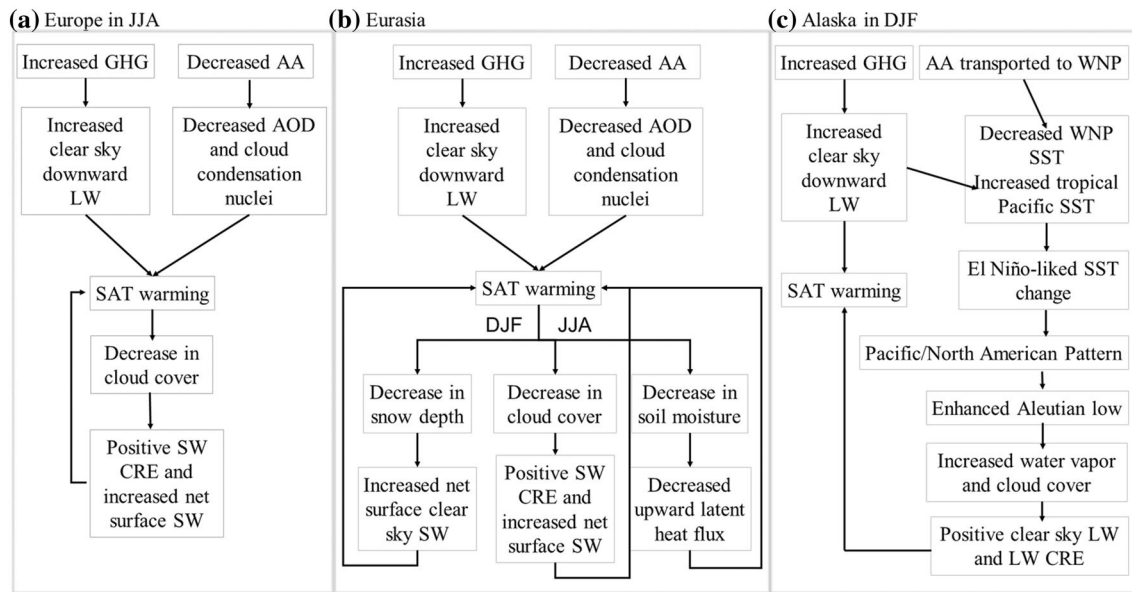 (a) Europe in JJA
Increased GHG
Decreased AA
Increased
clear sky
downward
LW
Decreased AOD
and cloud
condensation
nuclei
SAT warming
Decrease in
cloud cover
Positive SW
CRE and
increased net
surface SW
(b) Eurasia
Increased GHG
Decreased AA
Increased
clear sky
downward
LW
Decreased AOD
and cloud
condensation
nuclei
SAT warming
DJF
JJA
Decrease in
snow depth
Decrease in
cloud cover
Decrease in
soil moisture
Increased net
surface clear
sky SW
Positive SW
CRE and
increased net
surface SW
Decreased
upward latent
heat flux
(c) Alaska in DJF
Increased GHG
AA transported to WNP
Increased
clear sky
downward
LW
Decreased WNP
SST
Increased tropical
Pacific SST
SAT warming
El Niño-liked SST
change
Pacific/North American Pattern
Enhanced Aleutian low
Increased water vapor
and cloud cover
Positive clear sky LW
and LW CRE